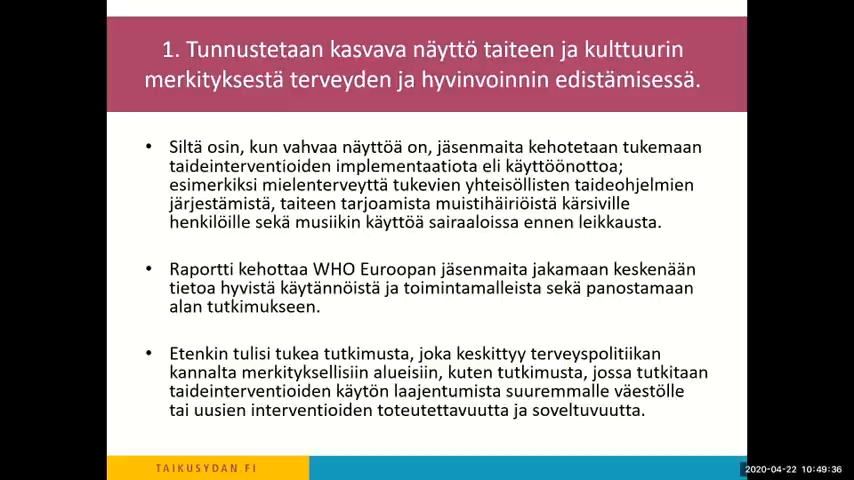 1. Tunnustetaan kasvava näyttö taiteen ja kulttuurin
merkityksestä terveyden ja hyvinvoinnin edistämisessä.
• Siltä osin, kun vahvaa näyttöä on, jäsenmaita kehotetaan tukemaan
taideinterventioiden implementaatiota eli käyttöönottoa;
esimerkiksi mielenterveyttä tukevien yhteisöllisten taideohjelmien
järjestämistä, taiteen tarjoamista muistihäiriöistä kärsiville
henkilöille sekä musiikin käyttöä sairaaloissa ennen leikkausta.
• Raportti kehottaa WHO Euroopan jäsenmaita jakamaan keskenään
tietoa hyvistä käytännöistä ja toimintamalleista sekä panostamaan
alan tutkimukseen.
• Etenkin tulisi tukea tutkimusta, joka keskittyy terveyspolitiikan
kannalta merkityksellisiin alueisiin, kuten tutkimusta, jossa tutkitaan
taideinterventioiden käytön laajentumista suuremmalle väestölle
tai uusien interventioiden toteutettavuutta ja soveltuvuutta.
TAIKUSYDAN.FI
2020-04-22 10:49:36